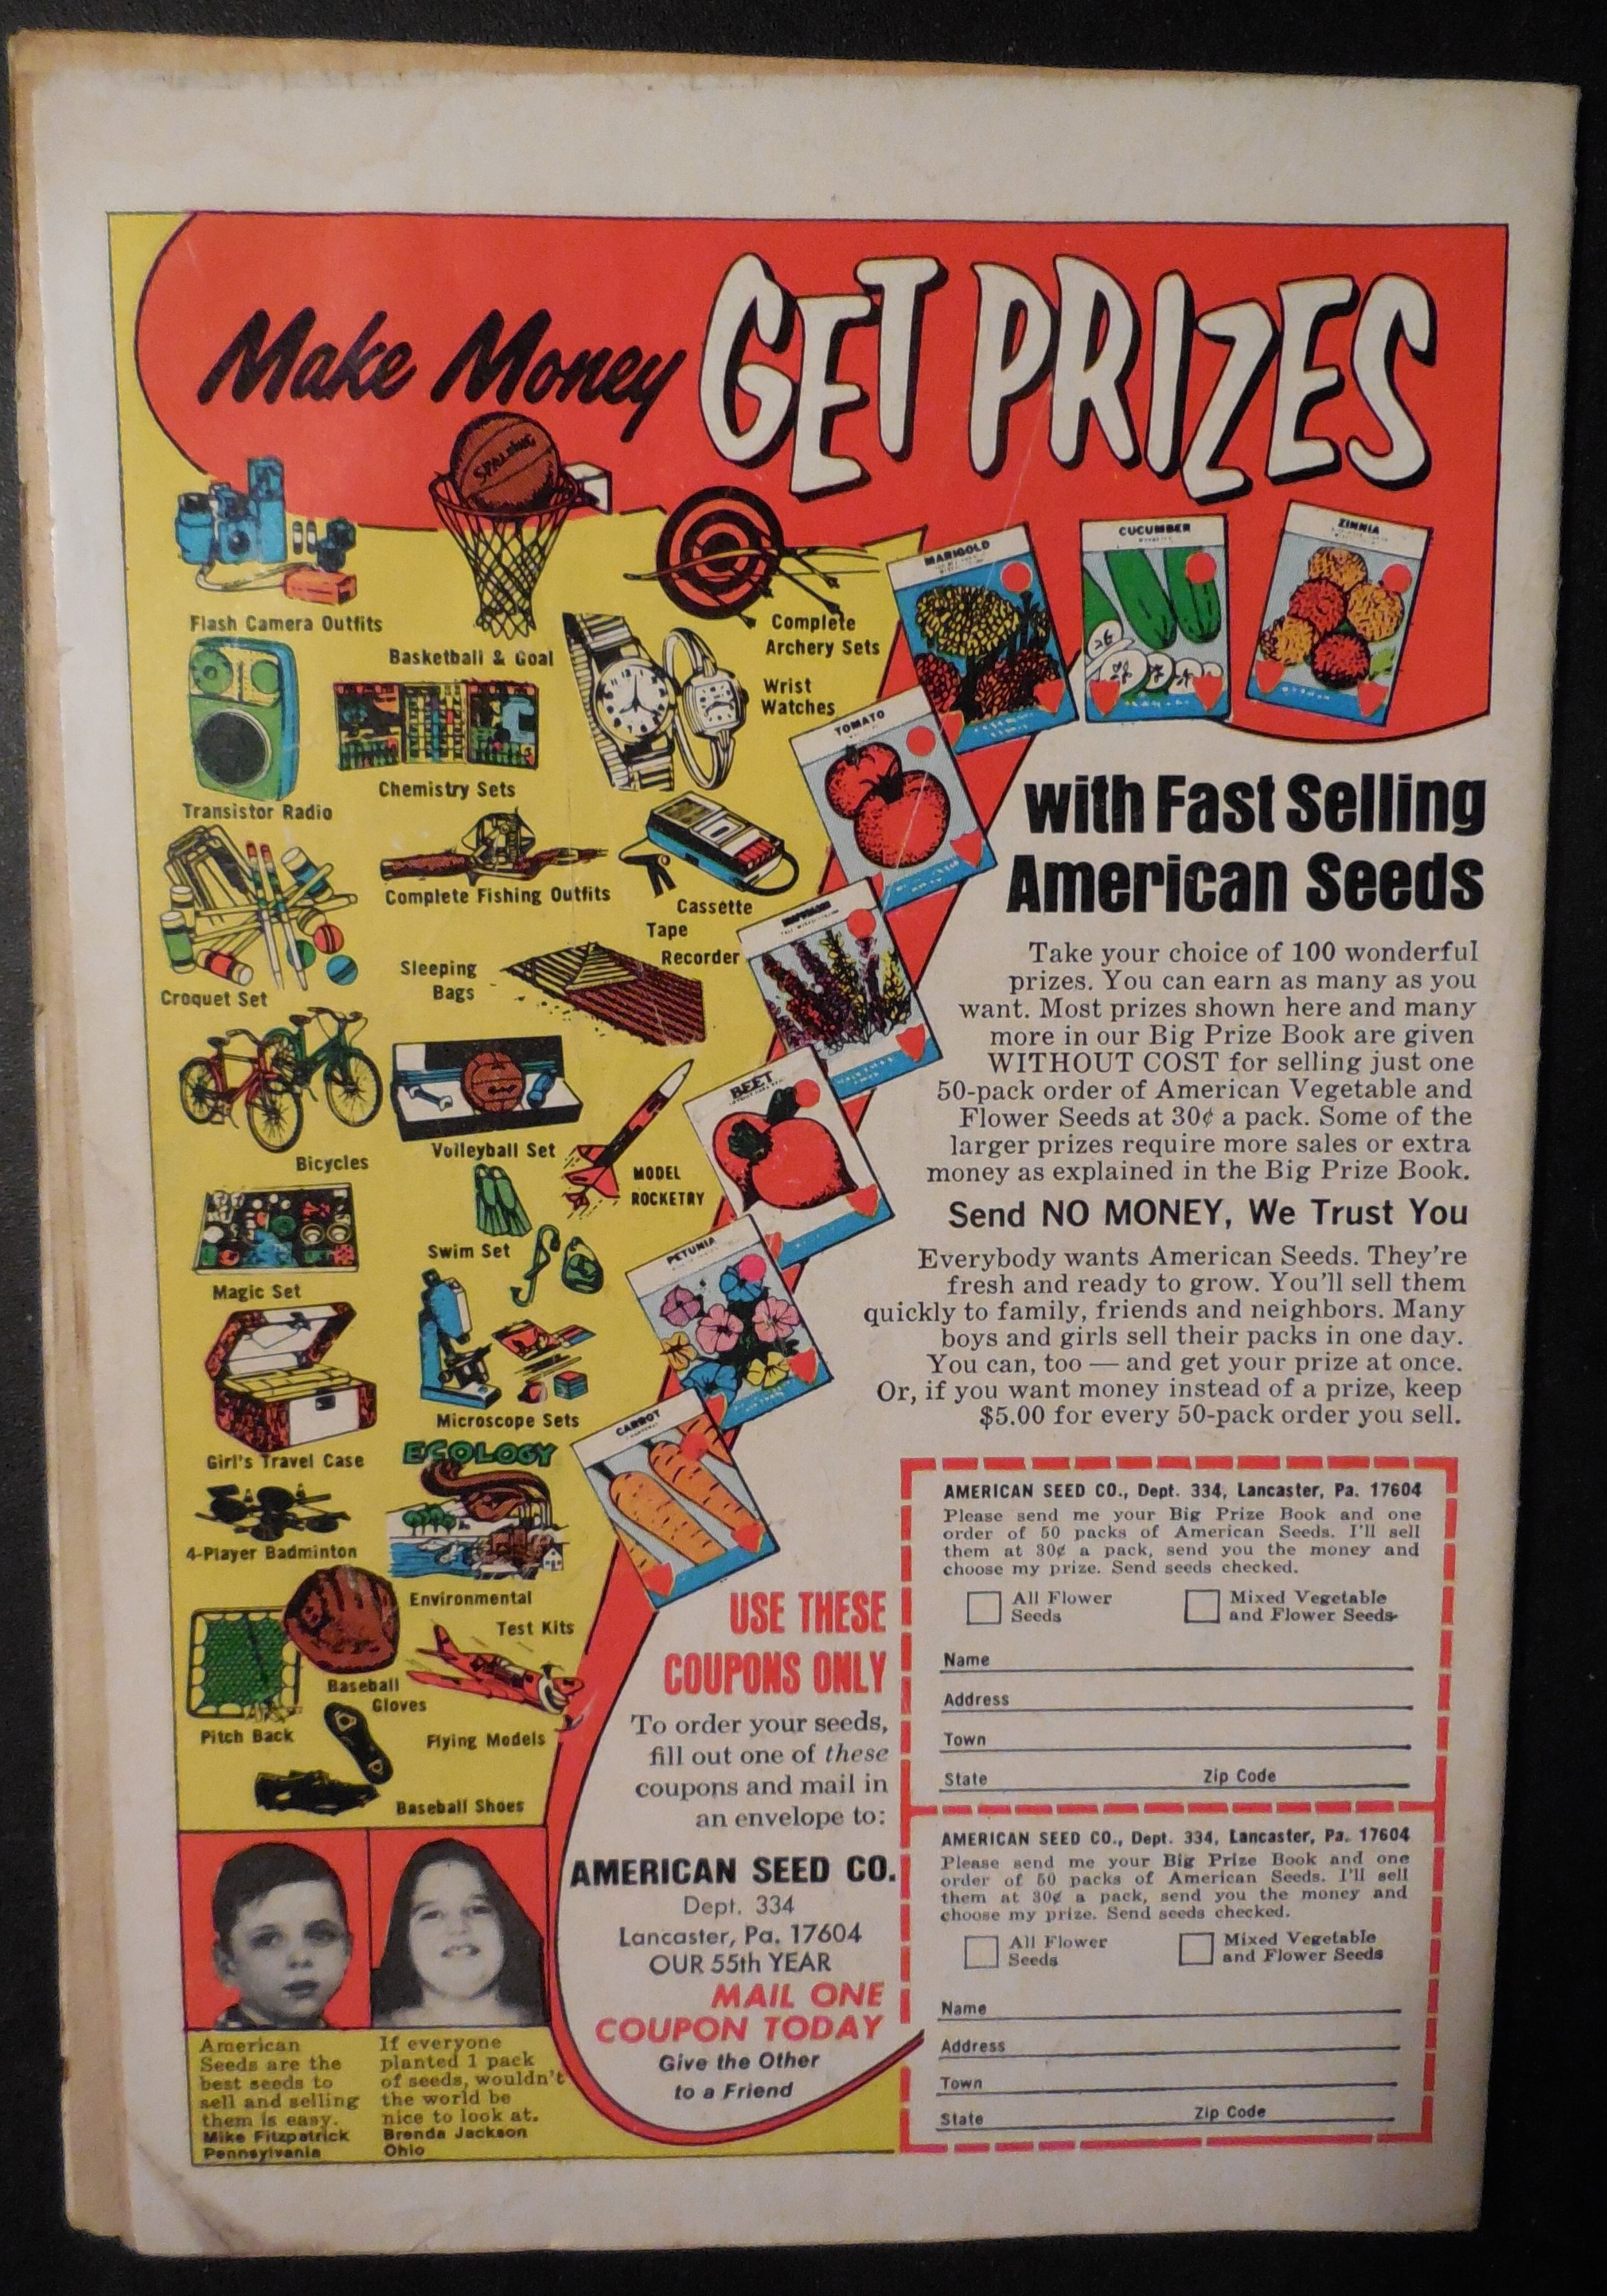 Make Money GET PRIZES
SPALDING
Flash Camera Outfits
Basketball & Goal
Complete
Archery Sets
Wrist
Watches
Transistor Radio
Chemistry Sets
Complete Fishing Outfits
Cassette
Tape
Recorder
Croquet Set
Sleeping
Bags
Bicycles
Volleyball Set
MODEL
ROCKETRY
Swim Set
Magic Set
Microscope Sets
Girl's Travel Case
ECOLOGY
4-Player Badminton
Environmental
Test Kits
Baseball
Gloves
Pitch Back
Flying Models
Baseball Shoes
MARIGOLD
CUCUMBER
ZINNIA
TOMATO
BEET
PETUNIA
CARROT
with Fast Selling
American Seeds
Take your choice of 100 wonderful
prizes. You can earn as many as you
want. Most prizes shown here and many
more in our Big Prize Book are given
WITHOUT COST for selling just one
50-pack order of American Vegetable and
Flower Seeds at 30¢ a pack. Some of the
larger prizes require more sales or extra
money as explained in the Big Prize Book.
Send NO MONEY, We Trust You
Everybody wants American Seeds. They're
fresh and ready to grow. You'll sell them
quickly to family, friends and neighbors. Many
boys and girls sell their packs in one day.
You can, too — and get your prize at once.
Or, if you want money instead of a prize, keep
$5.00 for every 50-pack order you sell.
USE THESE
COUPONS ONLY
To order your seeds,
fill out one of these
coupons and mail in
an envelope to:
AMERICAN SEED CO.
Dept. 334
Lancaster, Pa. 17604
OUR 55th YEAR
MAIL ONE
COUPON TODAY
Give the Other
to a Friend
AMERICAN SEED CO., Dept. 334, Lancaster, Pa. 17604
Please send me your Big Prize Book and one
order of 50 packs of American Seeds. I'll sell
them at 30¢ a pack, send you the money and
choose my prize. Send seeds checked.
All Flower
Seeds
Mixed Vegetable
and Flower Seeds
Name
Address
Town
State Zip Code
AMERICAN SEED CO., Dept. 334, Lancaster, Pa. 17604
Please send me your Big Prize Book and one
order of 50 packs of American Seeds. I'll sell
them at 30¢ a pack, send you the money and
choose my prize. Send seeds checked.
All Flower
Seeds
Mixed Vegetable
and Flower Seeds
Name
Address
Town
State Zip Code
American
Seeds are the
best seeds to
sell and selling
them is easy.
Mike Fitzpatrick
Pennsylvania
If everyone
planted 1 pack
of seeds, wouldn't
the world be
nice to look at.
Brenda Jackson
Ohio